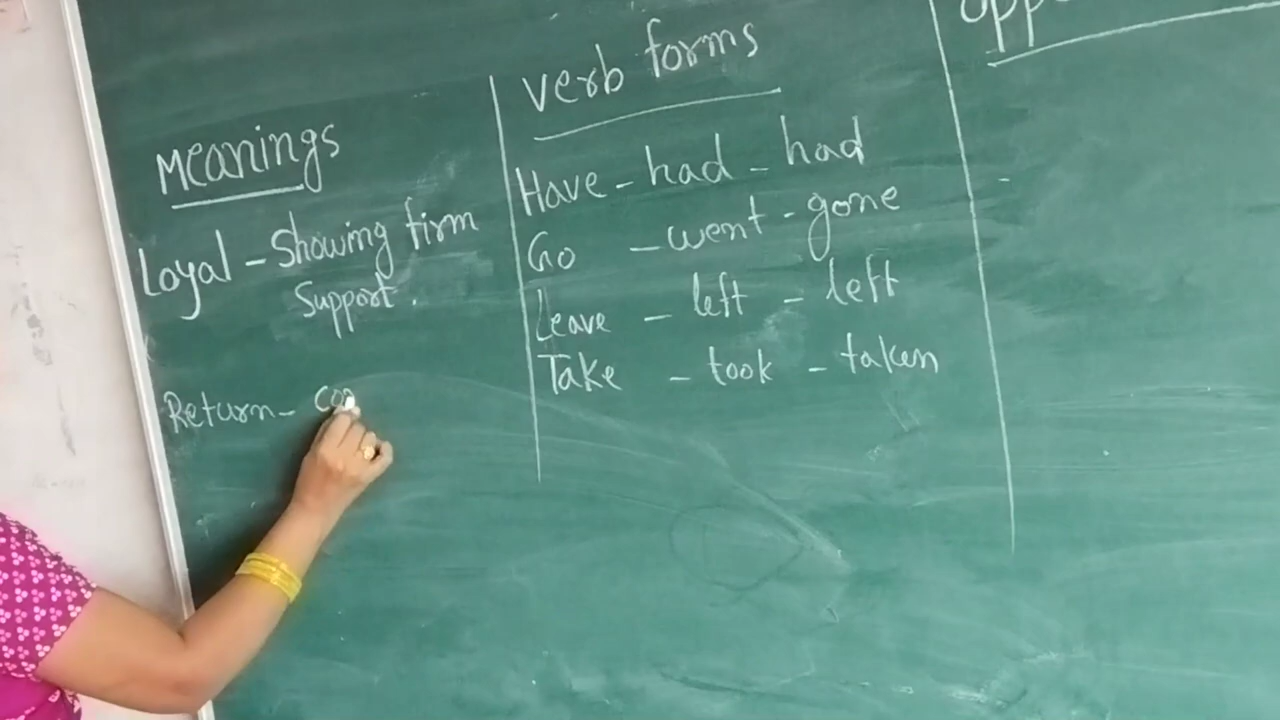 Meanings
Loyal - Showing firm
Support.
Return -
Verb forms
Have - had - had
Go - went - gone
Leave - left - left
Take - took - taken